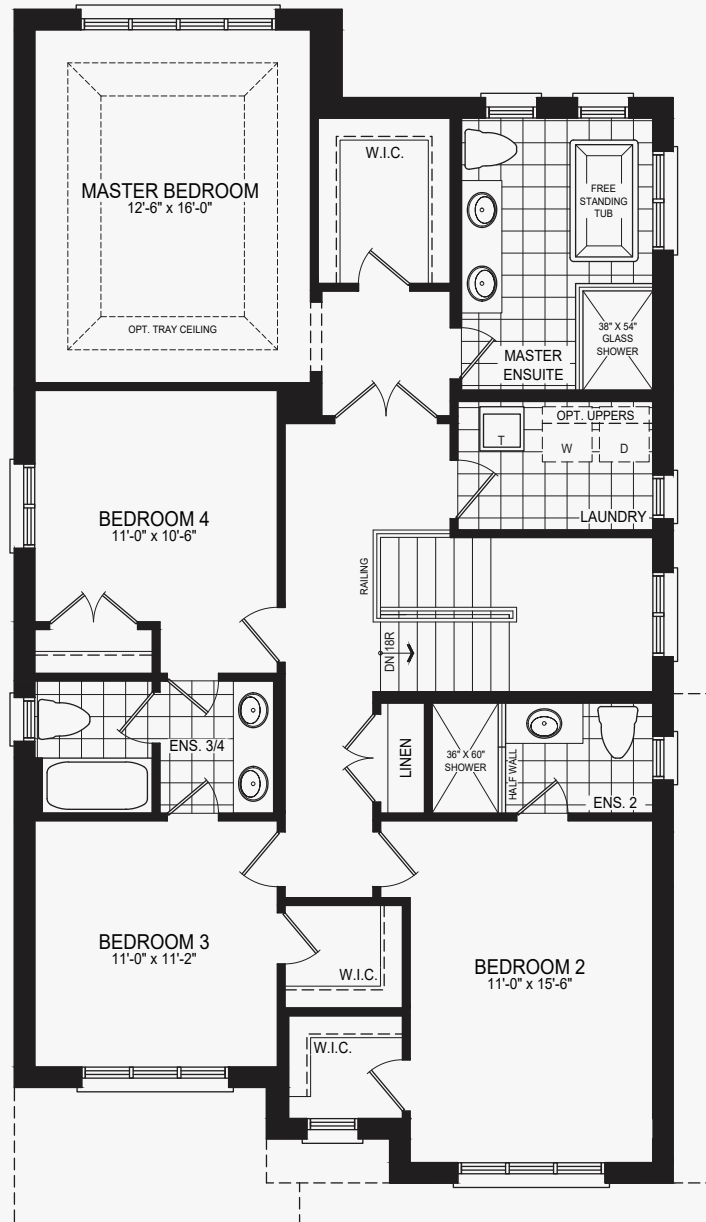 W.I.C.
MASTER BEDROOM
12'-6" x 16'-0"
FREE
STANDING
TUB
OPT. TRAY CEILING
38" X 54"
GLASS
SHOWER
MASTER
ENSUITE
OPT. UPPERS
T
W
D
LAUNDRY
BEDROOM 4
11'-0" x 10'-6"
RAILING
DN 18R
ENS. 3/4
LINEN
36" X 60"
SHOWER
HALF WALL
ENS. 2
BEDROOM 3
11'-0" x 11'-2"
W.I.C.
BEDROOM 2
11'-0" x 15'-6"
W.I.C.